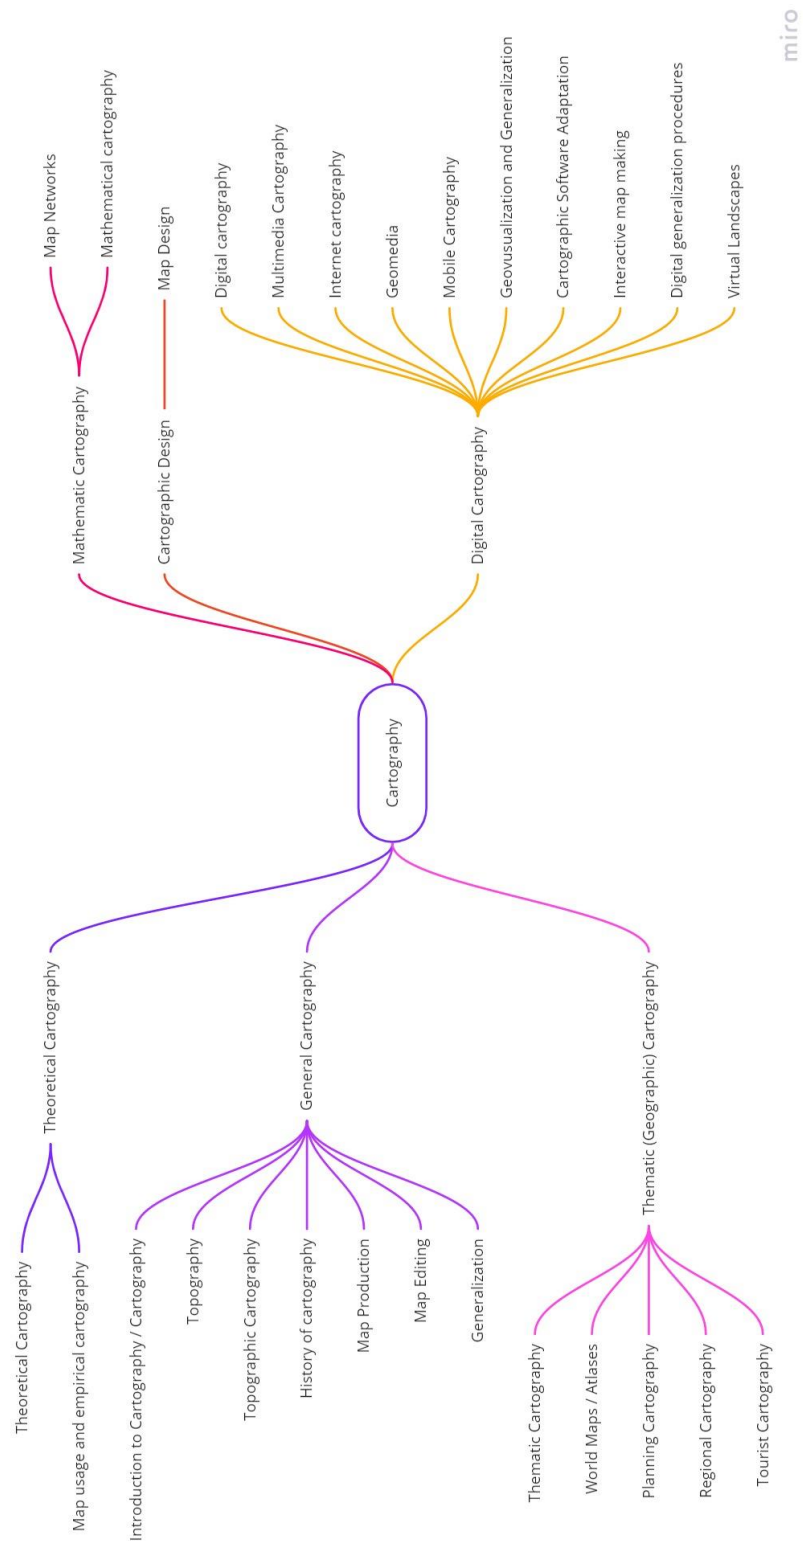 miro
Cartography
Mathematic Cartography
Map Networks
Mathematical cartography
Cartographic Design
Map Design
Digital Cartography
Digital cartography
Multimedia Cartography
Internet cartography
Geomedia
Mobile Cartography
Geovusualization and Generalization
Cartographic Software Adaptation
Interactive map making
Digital generalization procedures
Virtual Landscapes
Theoretical Cartography
Theoretical Cartography
Map usage and empirical cartography
General Cartography
Introduction to Cartography / Cartography
Topography
Topographic Cartography
History of cartography
Map Production
Map Editing
Generalization
Thematic (Geographic) Cartography
Thematic Cartography
World Maps / Atlases
Planning Cartography
Regional Cartography
Tourist Cartography